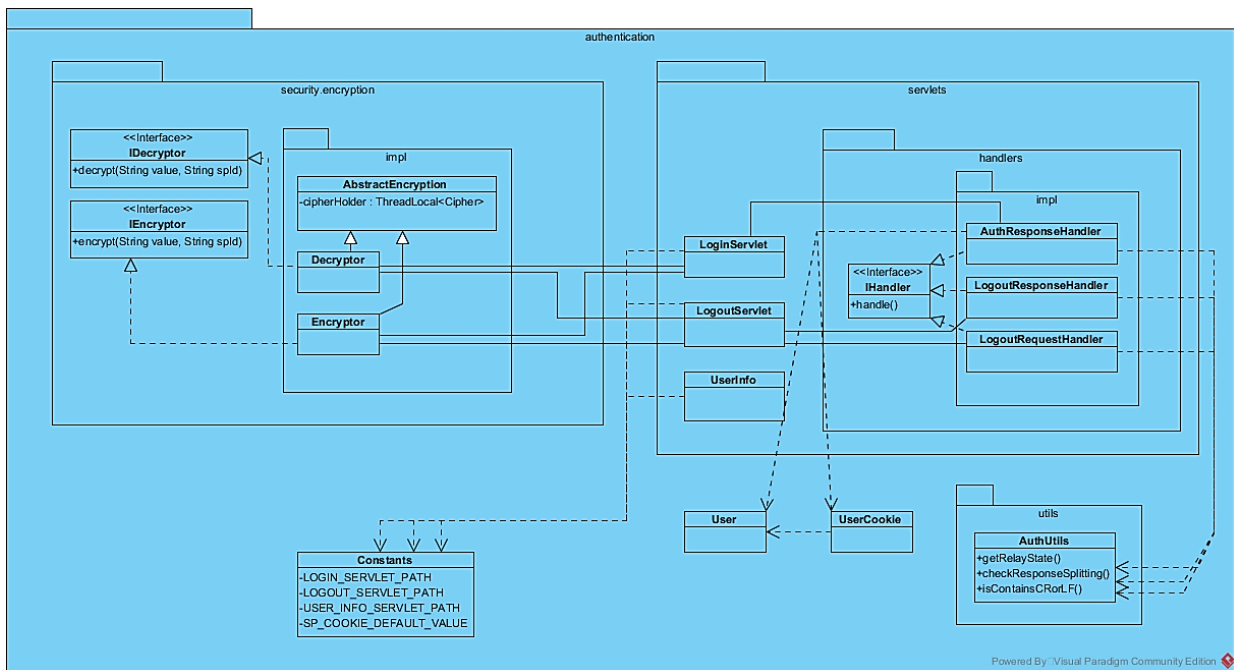 authentication
security.encryption
<<Interface>>
IDecryptor
+decrypt(String value, String spId)
<<Interface>>
IEncryptor
+encrypt(String value, String spId)
impl
AbstractEncryption
-cipherHolder : ThreadLocal<Cipher>
Decryptor
Encryptor
servlets
LoginServlet
LogoutServlet
UserInfo
handlers
<<Interface>>
IHandler
+handle()
impl
AuthResponseHandler
LogoutResponseHandler
LogoutRequestHandler
User
UserCookie
utils
AuthUtils
+getRelayState()
+checkResponseSplitting()
+isContainsCRorLF()
Constants
-LOGIN_SERVLET_PATH
-LOGOUT_SERVLET_PATH
-USER_INFO_SERVLET_PATH
-SP_COOKIE_DEFAULT_VALUE
Powered By Visual Paradigm Community Edition